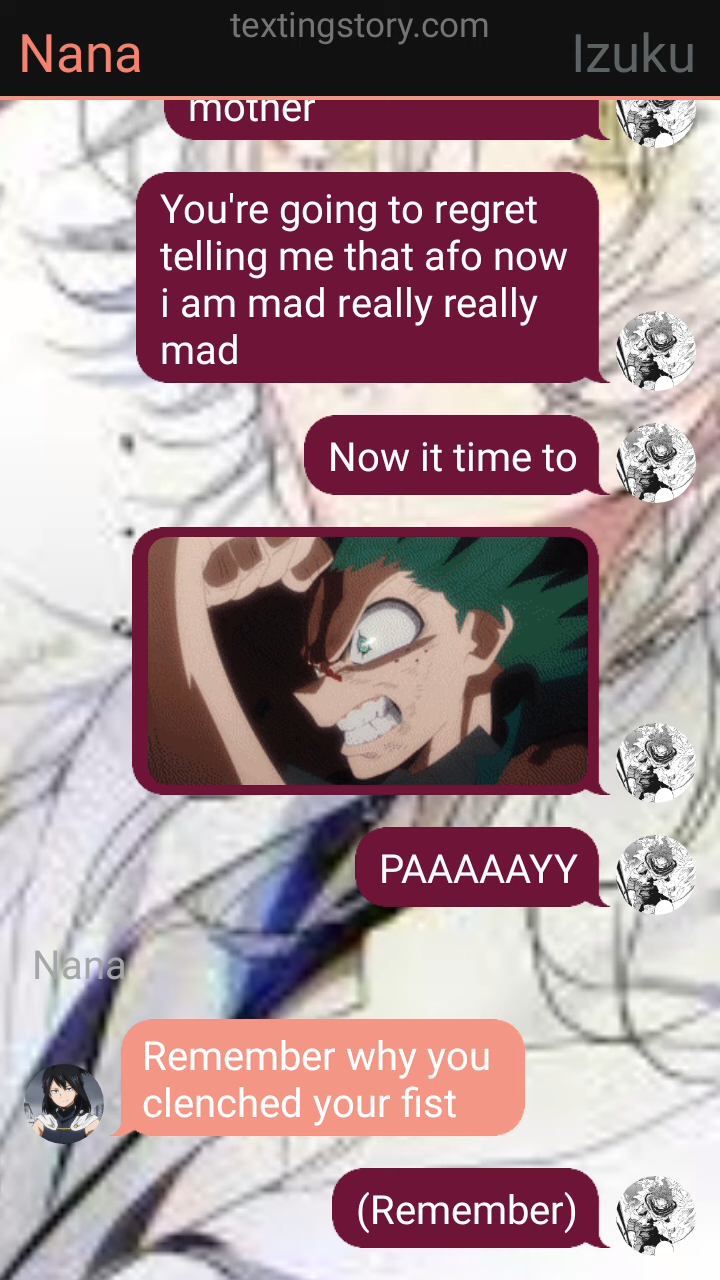 textingstory.com
Nana
Izuku
mother
You're going to regret
telling me that afo now
i am mad really really
mad
Now it time to
PAAAAAYY
Nana
Remember why you
clenched your fist
(Remember)